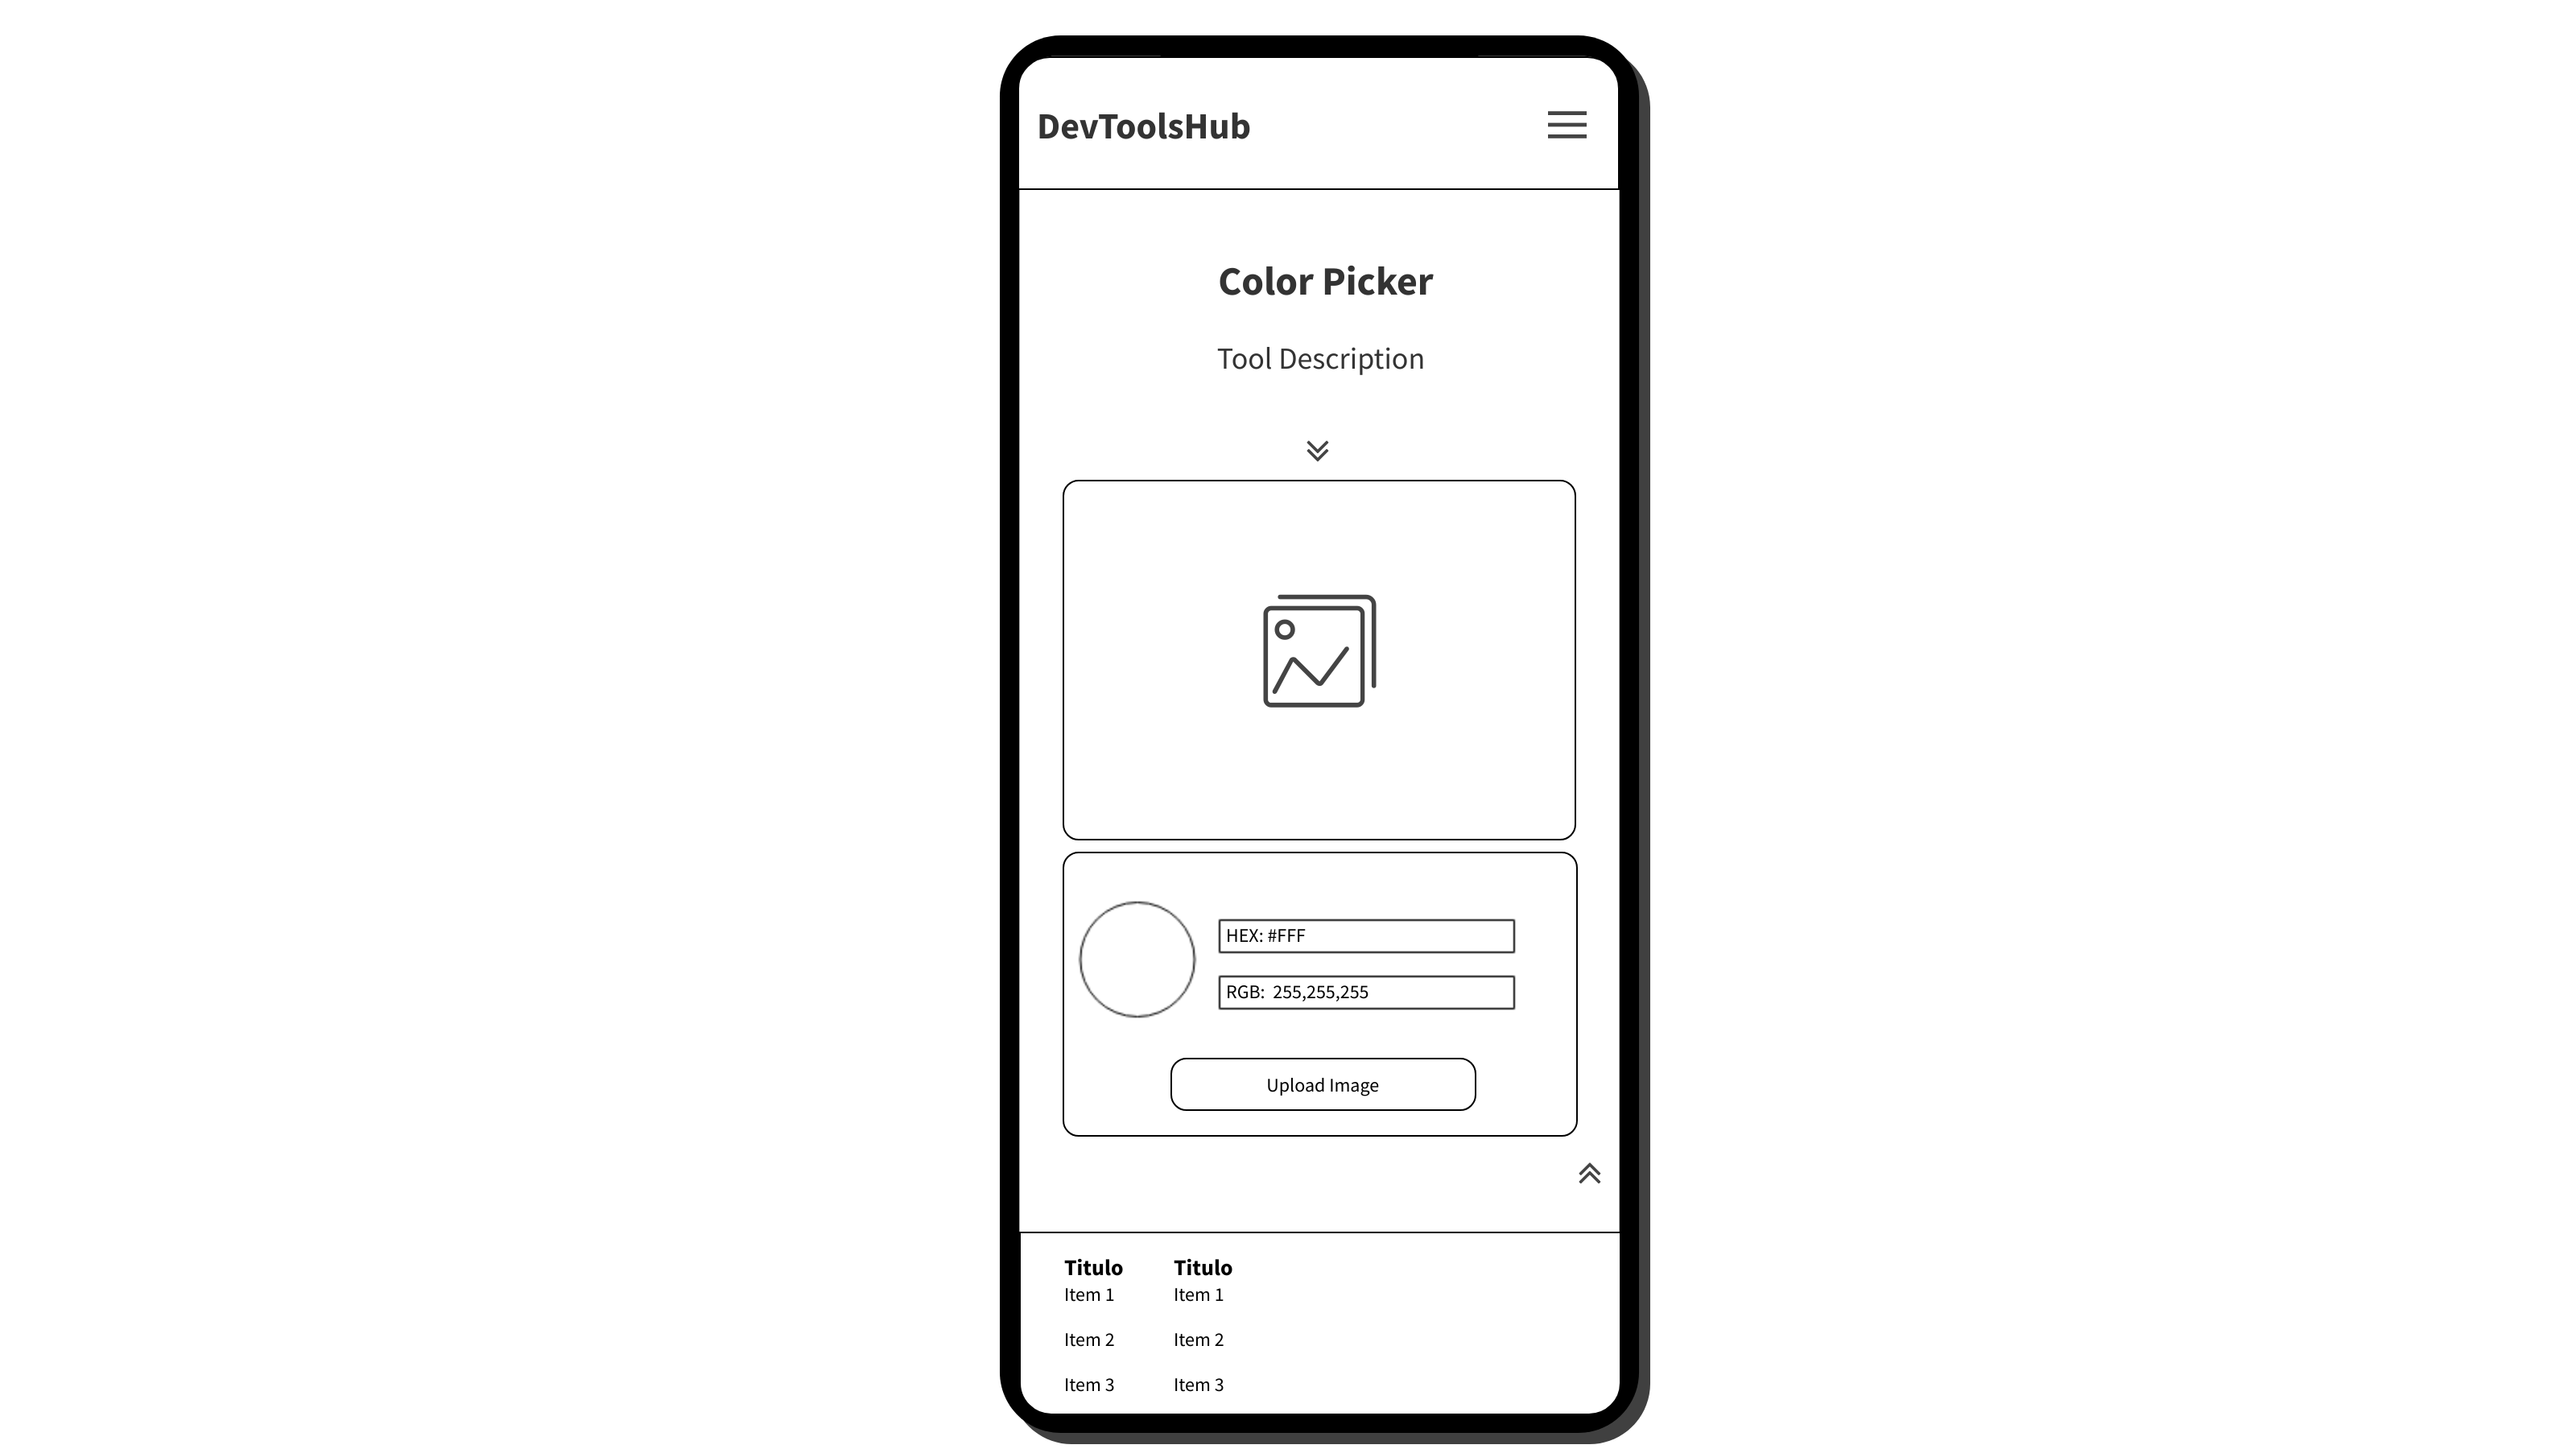 DevToolsHub
Color Picker
Tool Description
HEX: #FFF
RGB:  255,255,255
Upload Image
Titulo
Item 1
Item 2
Item 3
Titulo
Item 1
Item 2
Item 3